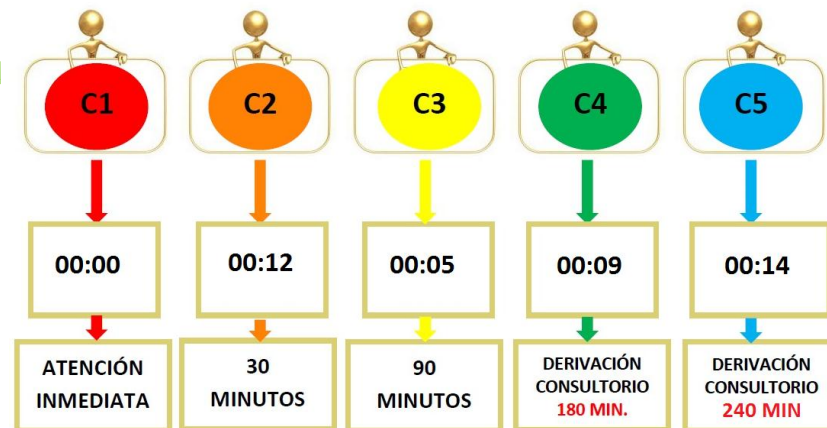 C1
C2
C3
C4
C5
00:00
00:12
00:05
00:09
00:14
ATENCIÓN
INMEDIATA
30
MINUTOS
90
MINUTOS
DERIVACIÓN
CONSULTORIO
180 MIN.
DERIVACIÓN
CONSULTORIO
240 MIN